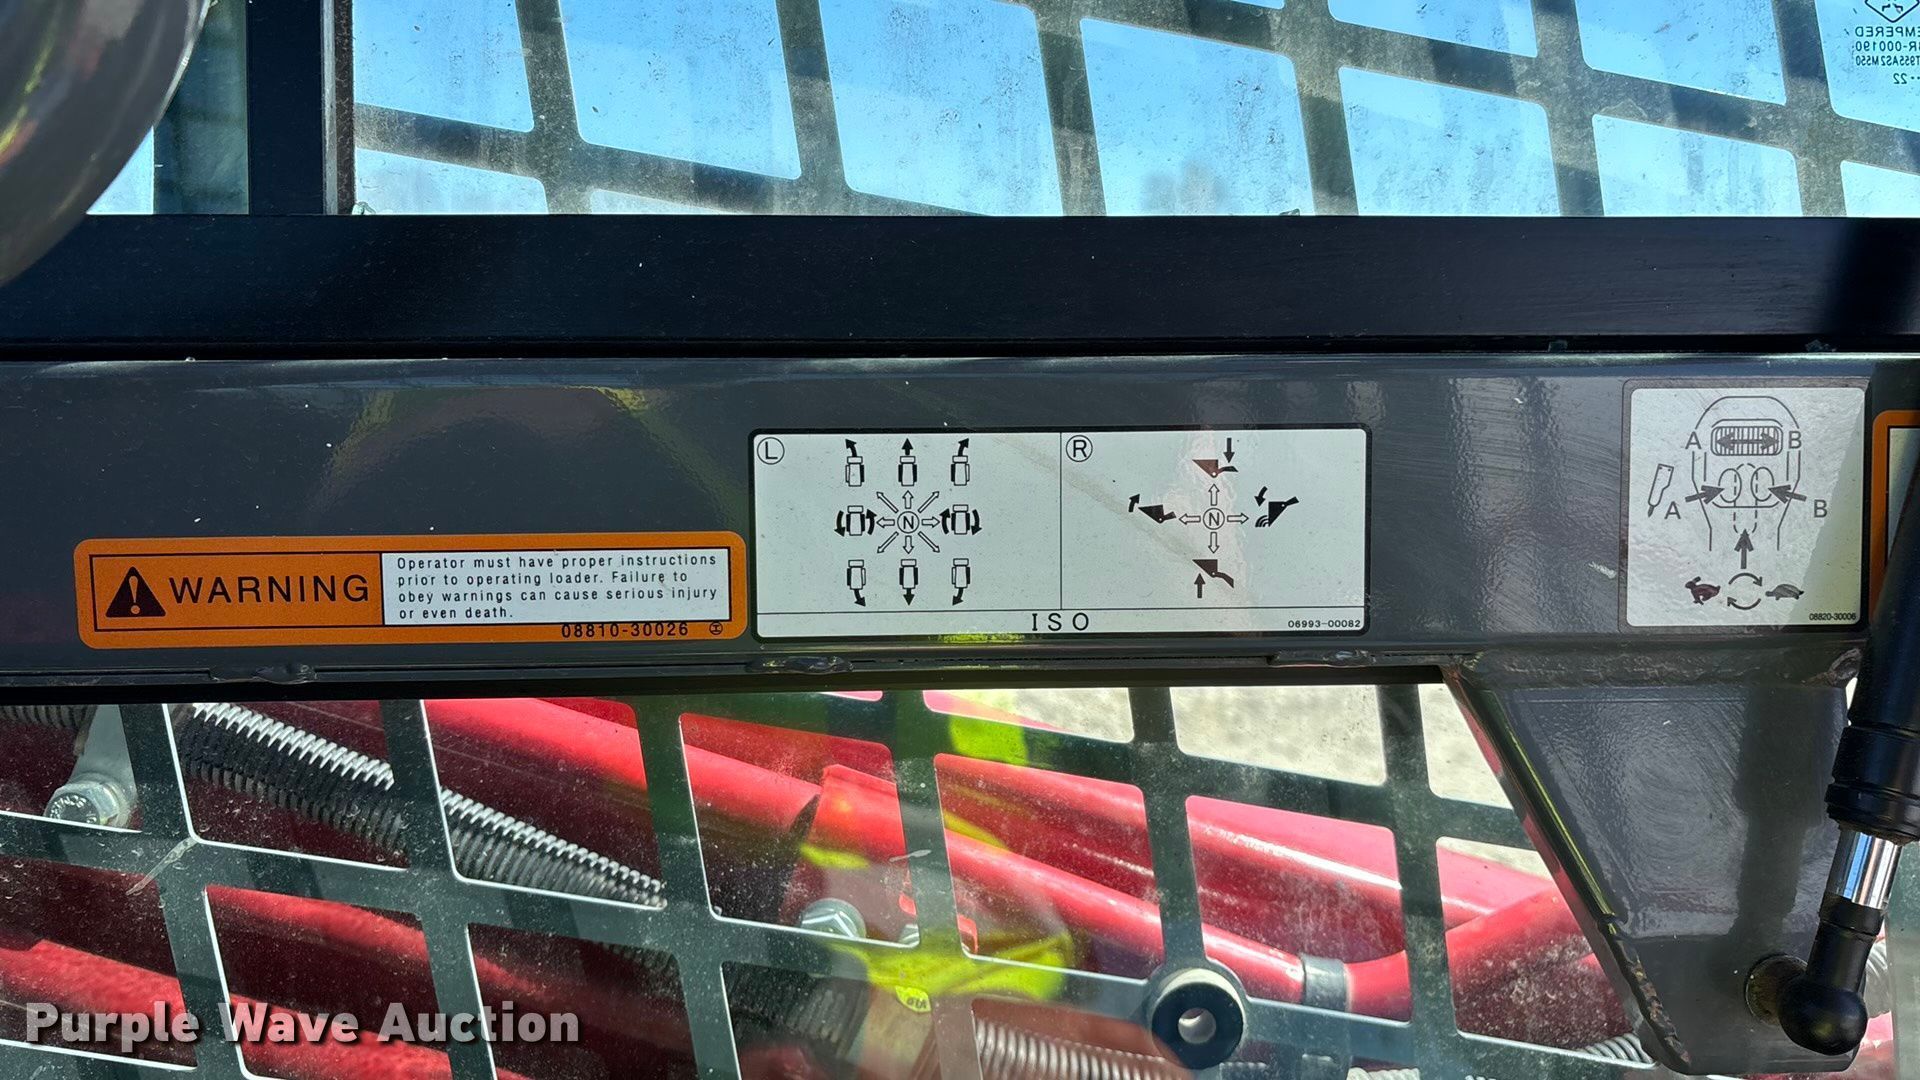 WARNING
Operator must have proper instructions
prior to operating loader. Failure to
obey warnings can cause serious injury
or even death.
08810-30026
L
N
R
N
ISO
06993-00082
A B
A B
08820-30006
Purple Wave Auction